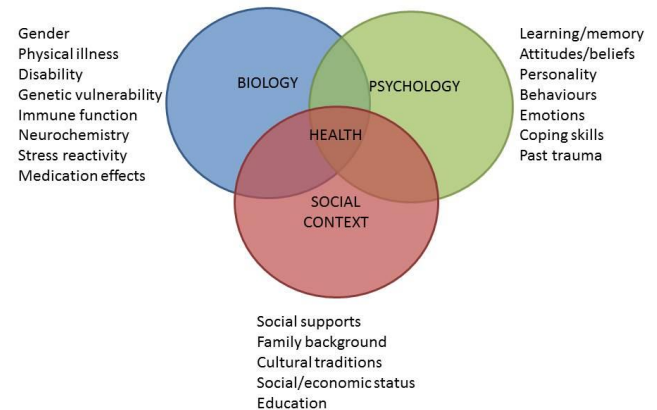 Gender
Physical illness
Disability
Genetic vulnerability
Immune function
Neurochemistry
Stress reactivity
Medication effects
BIOLOGY
PSYCHOLOGY
HEALTH
SOCIAL
CONTEXT
Learning/memory
Attitudes/beliefs
Personality
Behaviours
Emotions
Coping skills
Past trauma
Social supports
Family background
Cultural traditions
Social/economic status
Education